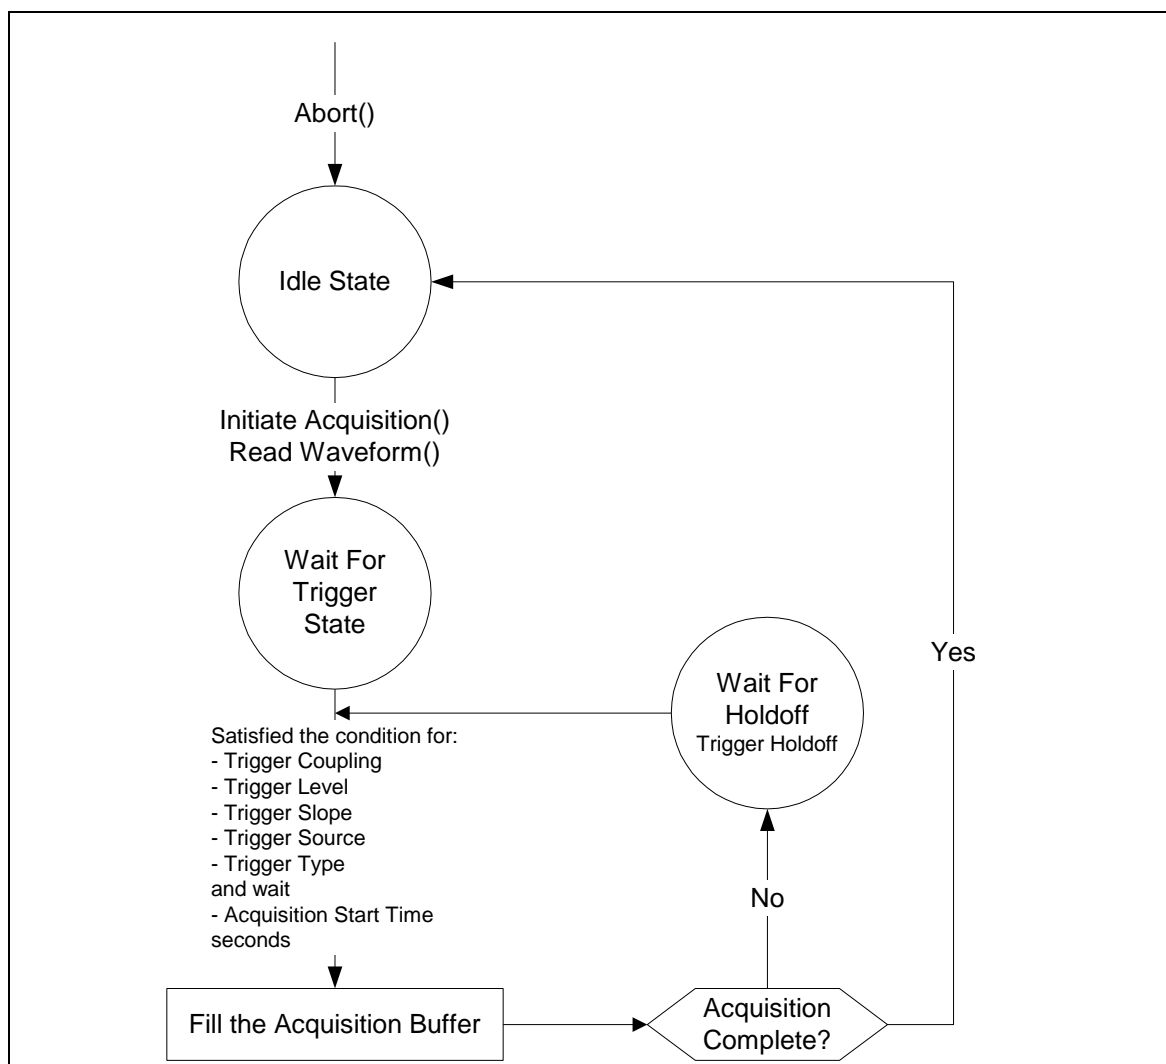 Abort()
Idle State
Initiate Acquisition()
Read Waveform()
Wait For
Trigger
State
Yes
Wait For
Holdoff
Trigger Holdoff
Satisfied the condition for:
- Trigger Coupling
- Trigger Level
- Trigger Slope
- Trigger Source
- Trigger Type
and wait
- Acquisition Start Time
seconds
No
Fill the Acquisition Buffer
Acquisition
Complete?